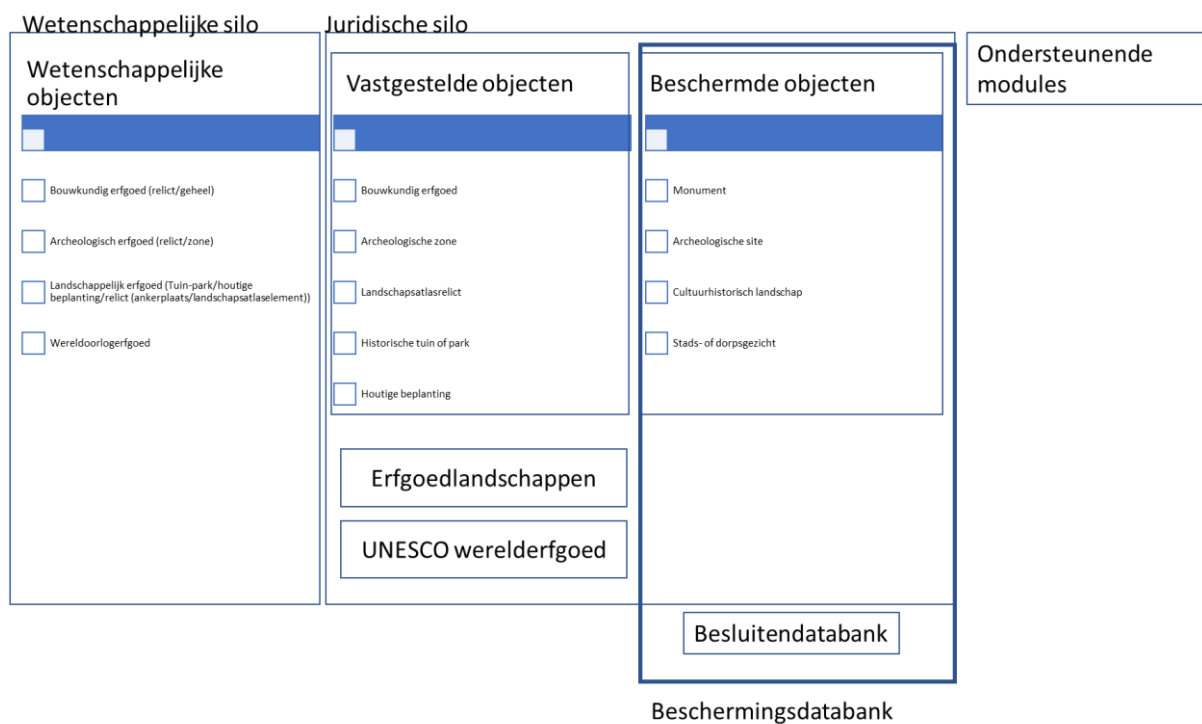 Wetenschappelijke silo
Juridische silo
Wetenschappelijke
objecten
Bouwkundig erfgoed (relict/geheel)
Archeologisch erfgoed (relict/zone)
Landschappelijk erfgoed (Tuin-park/houtige
beplanting/relict (ankerplaats/landschapsatlaselement))
Wereldoorlogerfgoed
Vastgestelde objecten
Bouwkundig erfgoed
Archeologische zone
Landschapsatlasrelict
Historische tuin of park
Houtige beplanting
Erfgoedlandschappen
UNESCO werelderfgoed
Beschermde objecten
Monument
Archeologische site
Cultuurhistorisch landschap
Stads- of dorpsgezicht
Besluitendatabank
Beschermingsdatabank
Ondersteunende
modules